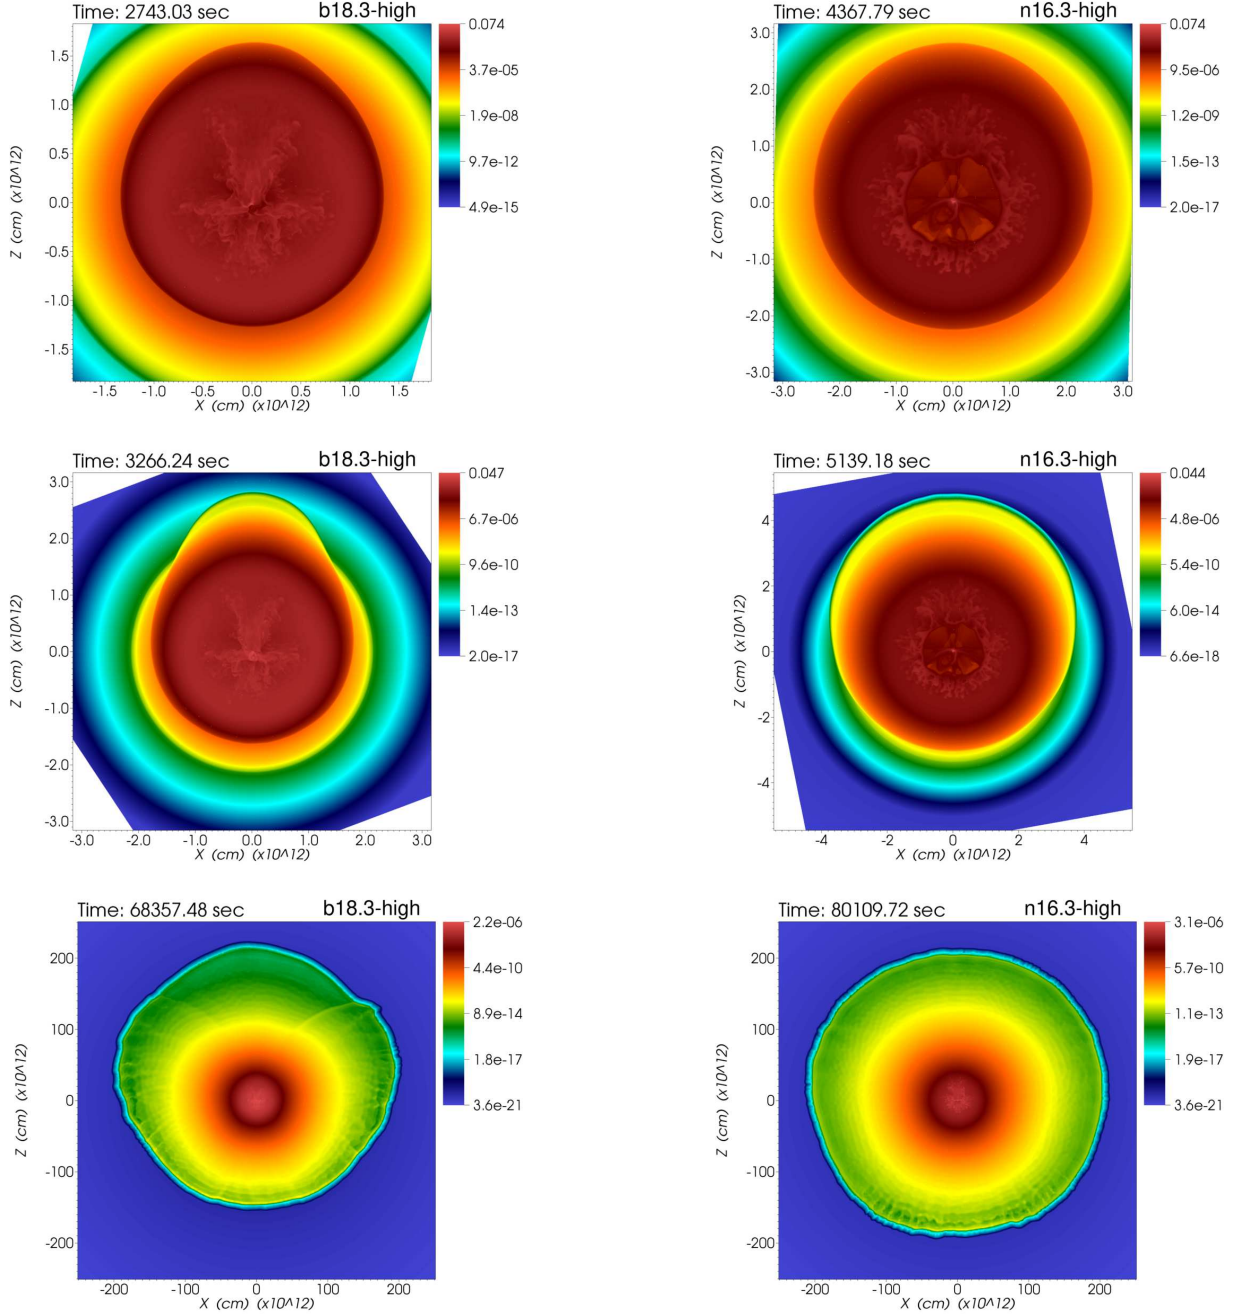 Time: 2743.03 sec b18.3-high
0.074
3.7e-05
1.9e-08
9.7e-12
4.9e-15
1.5
1.0
0.5
0.0
-0.5
-1.0
-1.5
Z (cm) (x10^12)
-1.5 -1.0 -0.5 0.0 0.5 1.0 1.5
X (cm) (x10^12)
Time: 4367.79 sec n16.3-high
0.074
9.5e-06
1.2e-09
1.5e-13
2.0e-17
3.0
2.0
1.0
0.0
-1.0
-2.0
-3.0
Z (cm) (x10^12)
-3.0 -2.0 -1.0 0.0 1.0 2.0 3.0
X (cm) (x10^12)
Time: 3266.24 sec b18.3-high
0.047
6.7e-06
9.6e-10
1.4e-13
2.0e-17
3.0
2.0
1.0
0.0
-1.0
-2.0
-3.0
Z (cm) (x10^12)
-3.0 -2.0 -1.0 0.0 1.0 2.0 3.0
X (cm) (x10^12)
Time: 5139.18 sec n16.3-high
0.044
4.8e-06
5.4e-10
6.0e-14
6.6e-18
4
2
0
-2
-4
Z (cm) (x10^12)
-4 -2 0 2 4
X (cm) (x10^12)
Time: 68357.48 sec b18.3-high
2.2e-06
4.4e-10
8.9e-14
1.8e-17
3.6e-21
200
100
0
-100
-200
Z (cm) (x10^12)
-200 -100 0 100 200
X (cm) (x10^12)
Time: 80109.72 sec n16.3-high
3.1e-06
5.7e-10
1.1e-13
1.9e-17
3.6e-21
200
100
0
-100
-200
Z (cm) (x10^12)
-200 -100 0 100 200
X (cm) (x10^12)